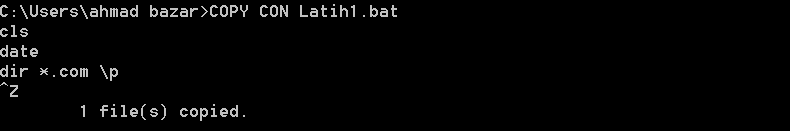 C:\Users\ahmad bazar>COPY CON Latih1.bat
cls
date
dir *.com \p
^Z
1 file(s) copied.